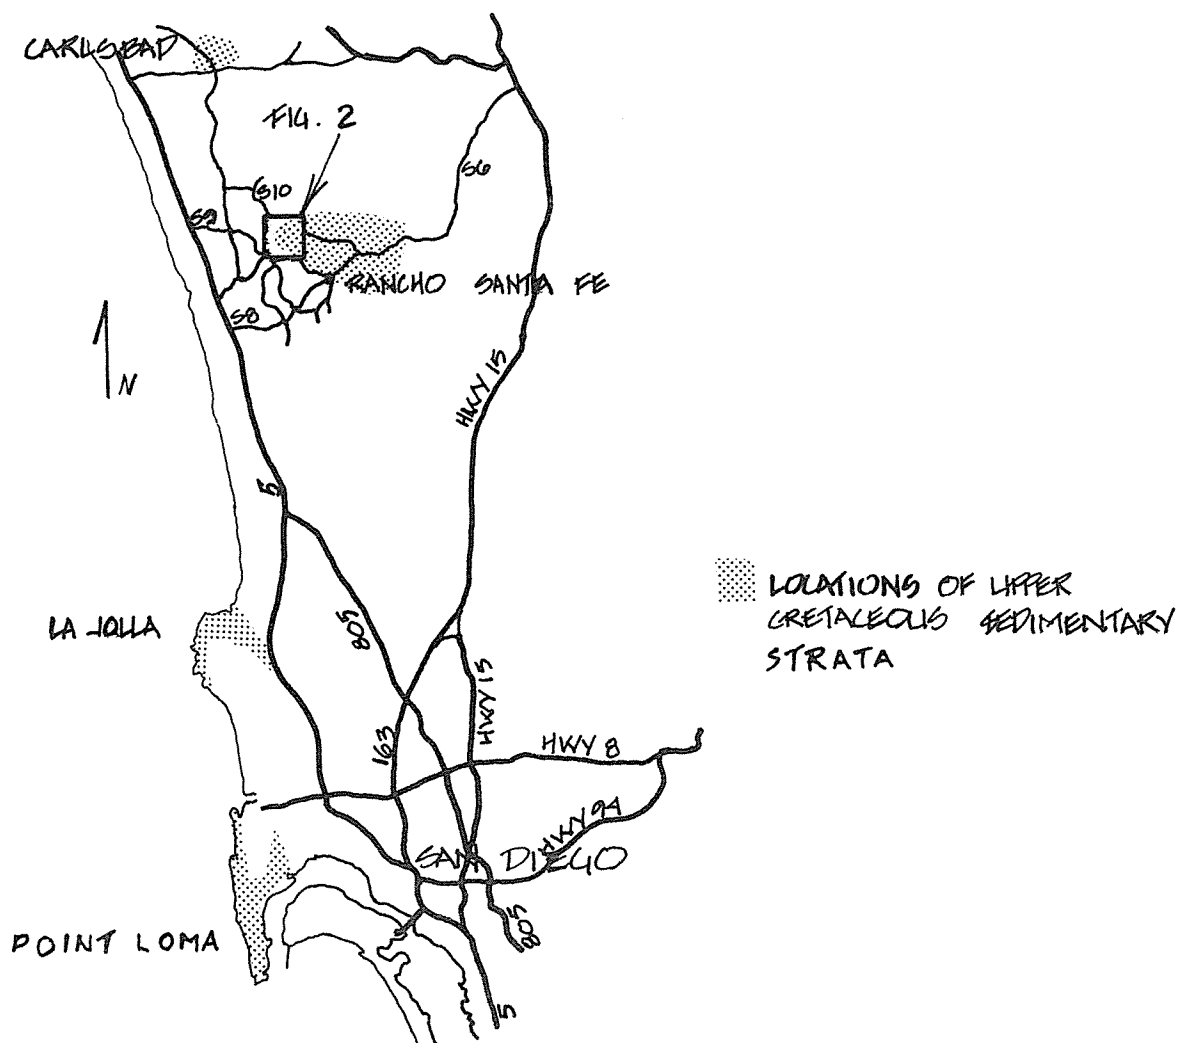 CARLSBAD
FIG. 2
S6
S10
S9
RANCHO SANTA FE
S8
N
HWY 15
5
LOCATIONS OF UPPER
CRETACEOUS SEDIMENTARY
STRATA
LA JOLLA
805
HWY 15
163
HWY 8
HWY 94
SAN DIEGO
805
POINT LOMA
5